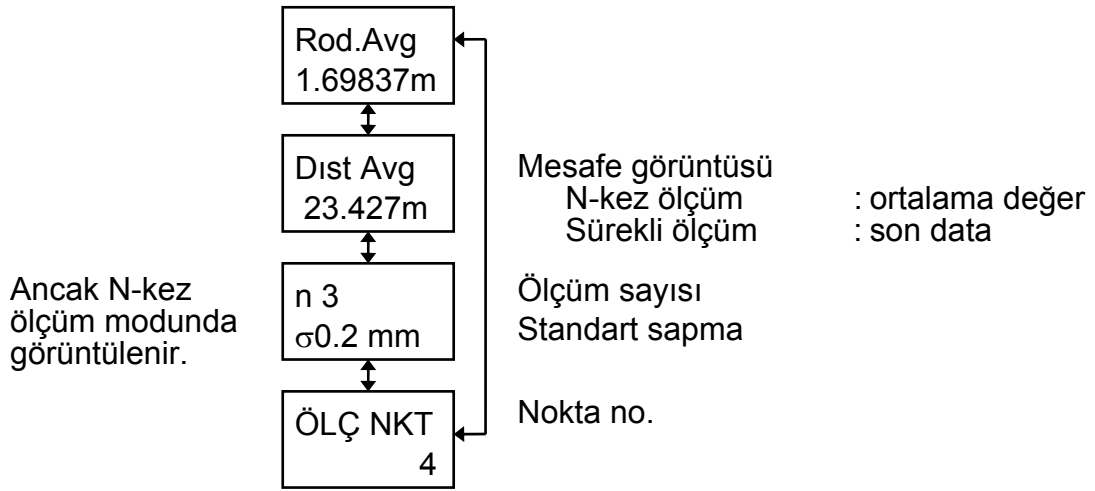 Rod.Avg
1.69837m
Dıst Avg
23.427m
Mesafe görüntüsü
N-kez ölçüm : ortalama değer
Sürekli ölçüm : son data
Ancak N-kez
ölçüm modunda
görüntülenir.
n 3
σ0.2 mm
Ölçüm sayısı
Standart sapma
ÖLÇ NKT
4
Nokta no.